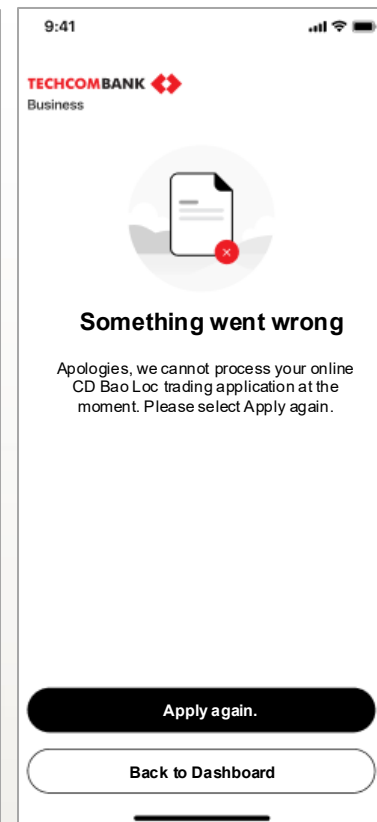 9:41
TECHCOMBANK
Business
Something went wrong
Apologies, we cannot process your online
CD Bao Loc trading application at the
moment. Please select Apply again.
Apply again.
Back to Dashboard